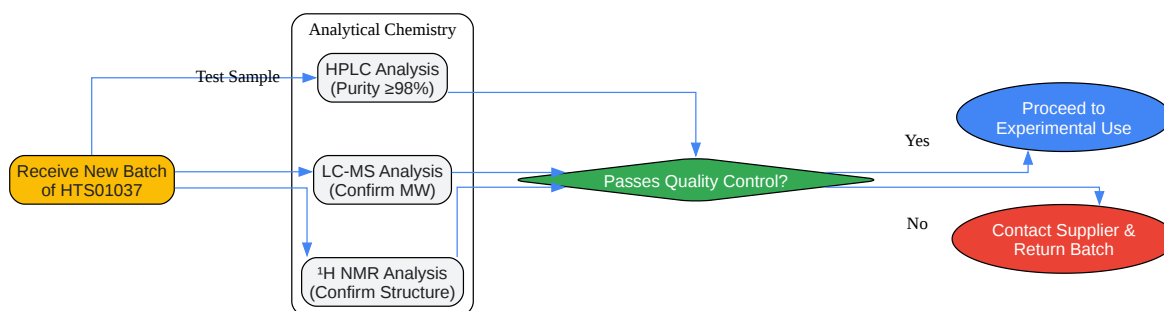 Analytical Chemistry
Test Sample
HPLC Analysis
(Purity ≥98%)
Receive New Batch
of HTS01037
LC-MS Analysis
(Confirm MW)
¹H NMR Analysis
(Confirm Structure)
Passes Quality Control?
Yes
Proceed to
Experimental Use
No
Contact Supplier &
Return Batch